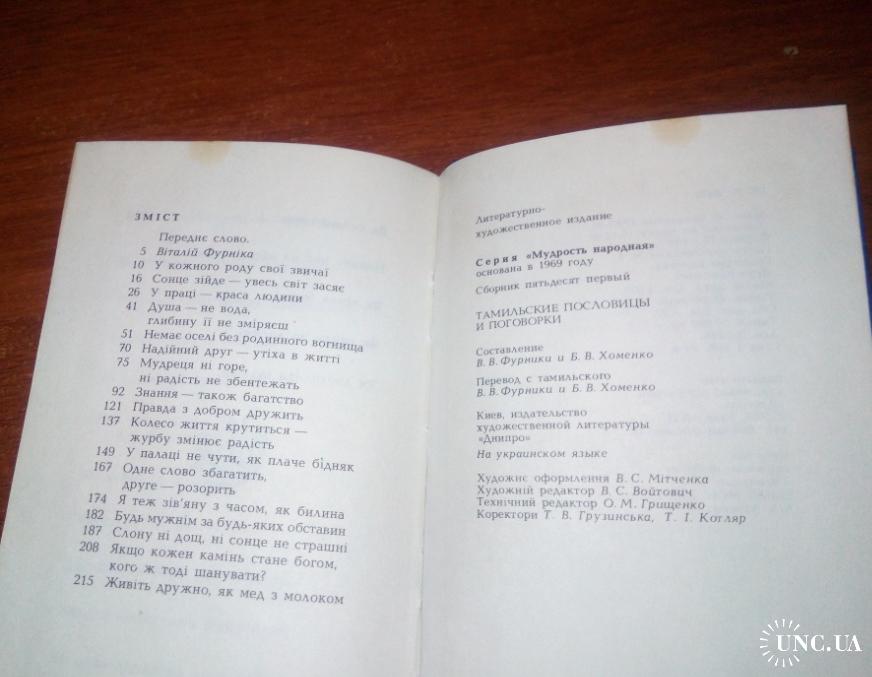 ЗМІСТ
Переднє слово.
5 Віталій Фурніка
10 У кожного роду свої звичаї
16 Сонце зійде — увесь світ засяє
26 У праці — краса людини
41 Душа — не вода,
глибину її не зміряєш
51 Немає оселі без родинного вогнища
70 Надійний друг — утіха в житті
75 Мудреця ні горе,
ні радість не збентежать
92 Знання — також багатство
121 Правда з добром дружить
137 Колесо життя крутиться —
журбу змінює радість
149 У палаці не чути, як плаче бідняк
167 Одне слово збагатить,
друге — розорить
174 Я теж зів'яну з часом, як билина
182 Будь мужнім за будь-яких обставин
187 Слону ні дощ, ні сонце не страшні
208 Якщо кожен камінь стане богом,
кого ж тоді шанувати?
215 Живіть дружно, як мед з молоком
Литературно-
художественное издание
Серия «Мудрость народная»
основана в 1969 году
Сборник пятьдесят первый
ТАМИЛЬСКИЕ ПОСЛОВИЦЫ
И ПОГОВОРКИ
Составление
В. В. Фурники и Б. В. Хоменко
Перевод с тамильского
В. В. Фурники и Б. В. Хоменко
Киев, издательство
художественной литературы
«Днипро»
На украинском языке
Художнє оформлення В. С. Мітченка
Художній редактор В. С. Войтович
Технічний редактор О. М. Грищенко
Коректори Т. В. Грузинська, Т. І. Котляр
UNC.UA